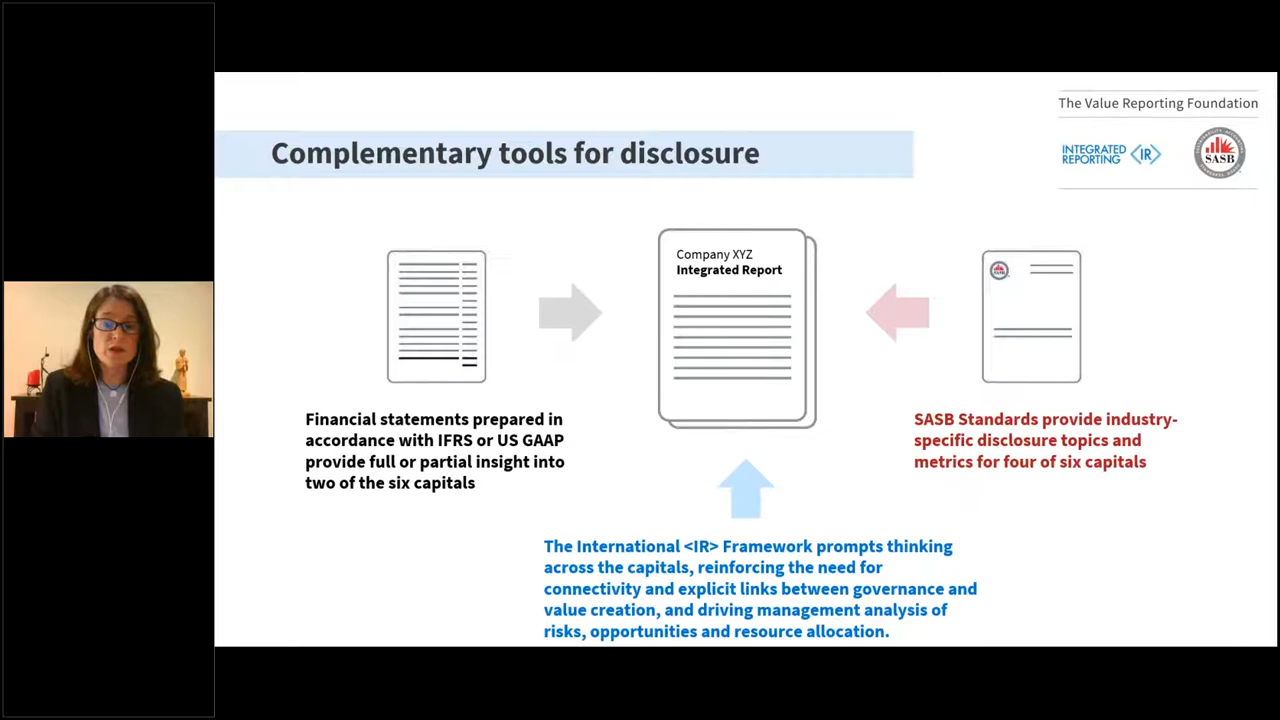 The Value Reporting Foundation
Complementary tools for disclosure
INTEGRATED
REPORTING <IR>
SASB
Company XYZ
Integrated Report
Financial statements prepared in
accordance with IFRS or US GAAP
provide full or partial insight into
two of the six capitals
SASB Standards provide industry-
specific disclosure topics and
metrics for four of six capitals
The International <IR> Framework prompts thinking
across the capitals, reinforcing the need for
connectivity and explicit links between governance and
value creation, and driving management analysis of
risks, opportunities and resource allocation.